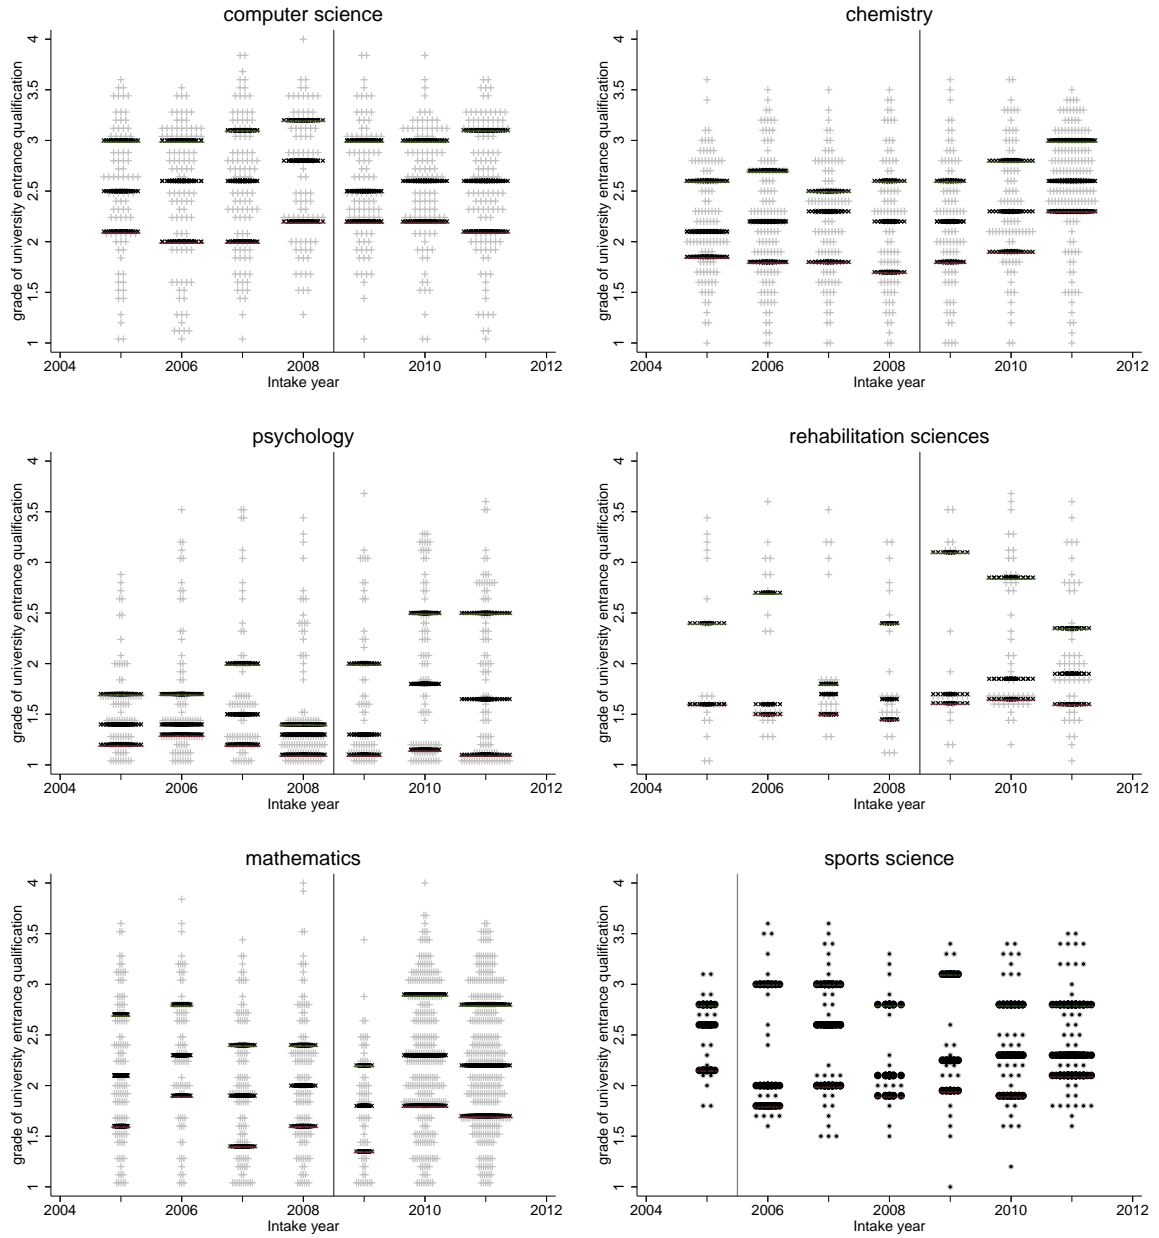 computer science
grade of university entrance qualification
1
1.5
2
2.5
3
3.5
4
2004 2006 2008 2010 2012
Intake year
chemistry
grade of university entrance qualification
1
1.5
2
2.5
3
3.5
4
2004 2006 2008 2010 2012
Intake year
psychology
grade of university entrance qualification
1
1.5
2
2.5
3
3.5
4
2004 2006 2008 2010 2012
Intake year
rehabilitation sciences
grade of university entrance qualification
1
1.5
2
2.5
3
3.5
4
2004 2006 2008 2010 2012
Intake year
mathematics
grade of university entrance qualification
1
1.5
2
2.5
3
3.5
4
2004 2006 2008 2010 2012
Intake year
sports science
grade of university entrance qualification
1
1.5
2
2.5
3
3.5
4
2004 2006 2008 2010 2012
Intake year